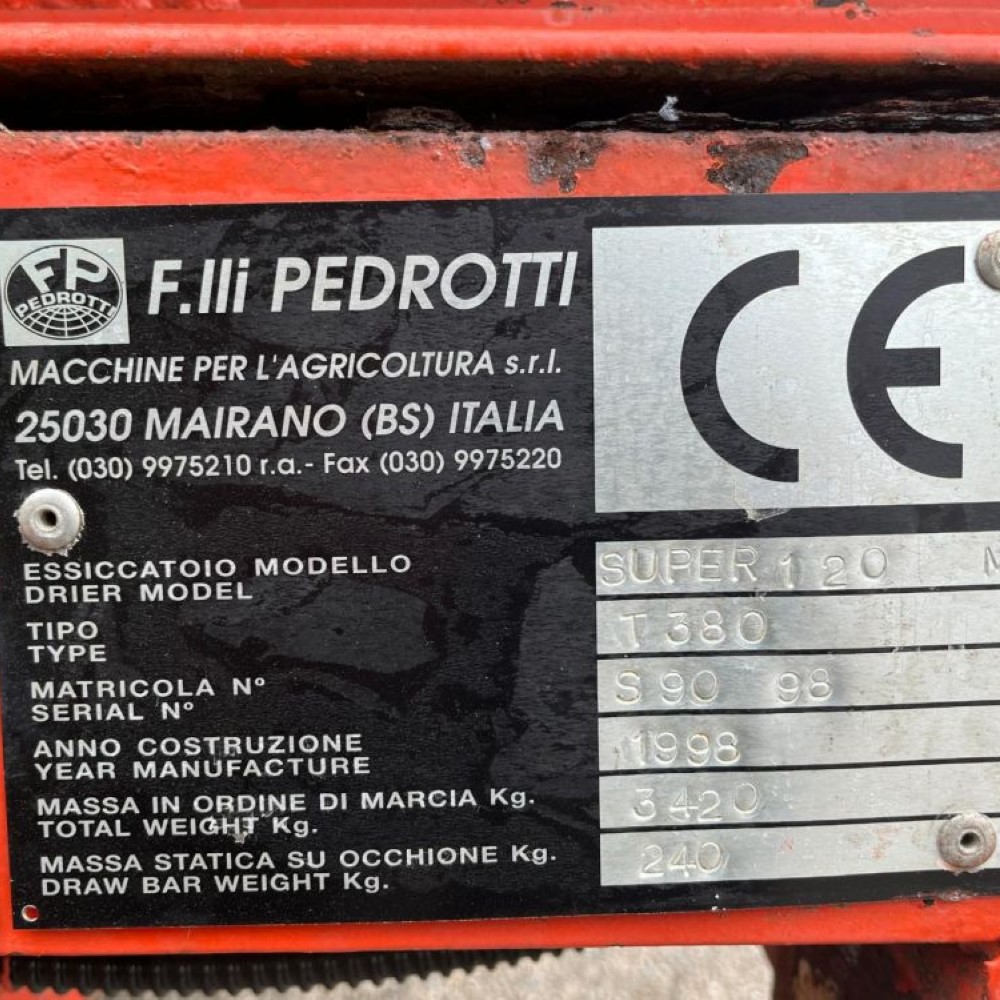 FP
PEDROTTI
F.lli PEDROTTI
MACCHINE PER L'AGRICOLTURA s.r.l.
25030 MAIRANO (BS) ITALIA
Tel. (030) 9975210 r.a.- Fax (030) 9975220
CE
ESSICCATOIO MODELLO
DRIER MODEL
SUPER 120 M
TIPO
TYPE
T 380
MATRICOLA Nº
SERIAL Nº
S 90 98
ANNO COSTRUZIONE
YEAR MANUFACTURE
1998
MASSA IN ORDINE DI MARCIA Kg.
TOTAL WEIGHT Kg.
3420
MASSA STATICA SU OCCHIONE Kg.
DRAW BAR WEIGHT Kg.
240